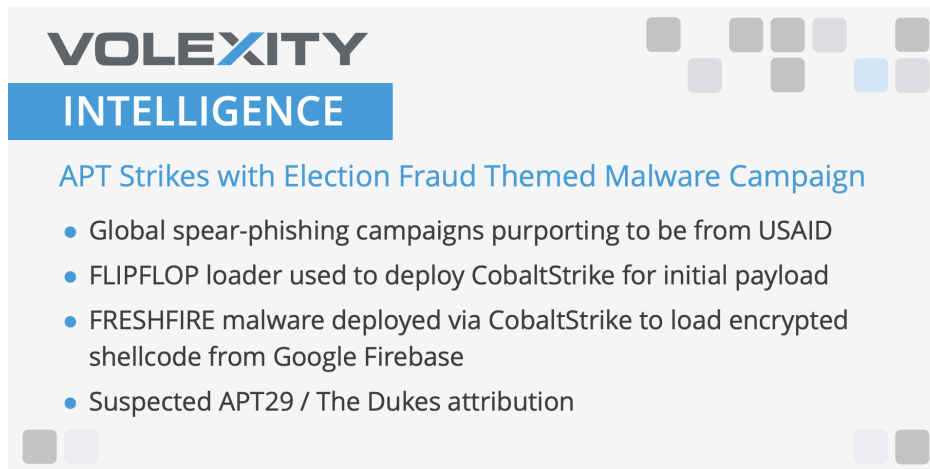 VOLEXITY
INTELLIGENCE
APT Strikes with Election Fraud Themed Malware Campaign
● Global spear-phishing campaigns purporting to be from USAID
● FLIPFLOP loader used to deploy CobaltStrike for initial payload
● FRESHFIRE malware deployed via CobaltStrike to load encrypted
shellcode from Google Firebase
● Suspected APT29 / The Dukes attribution